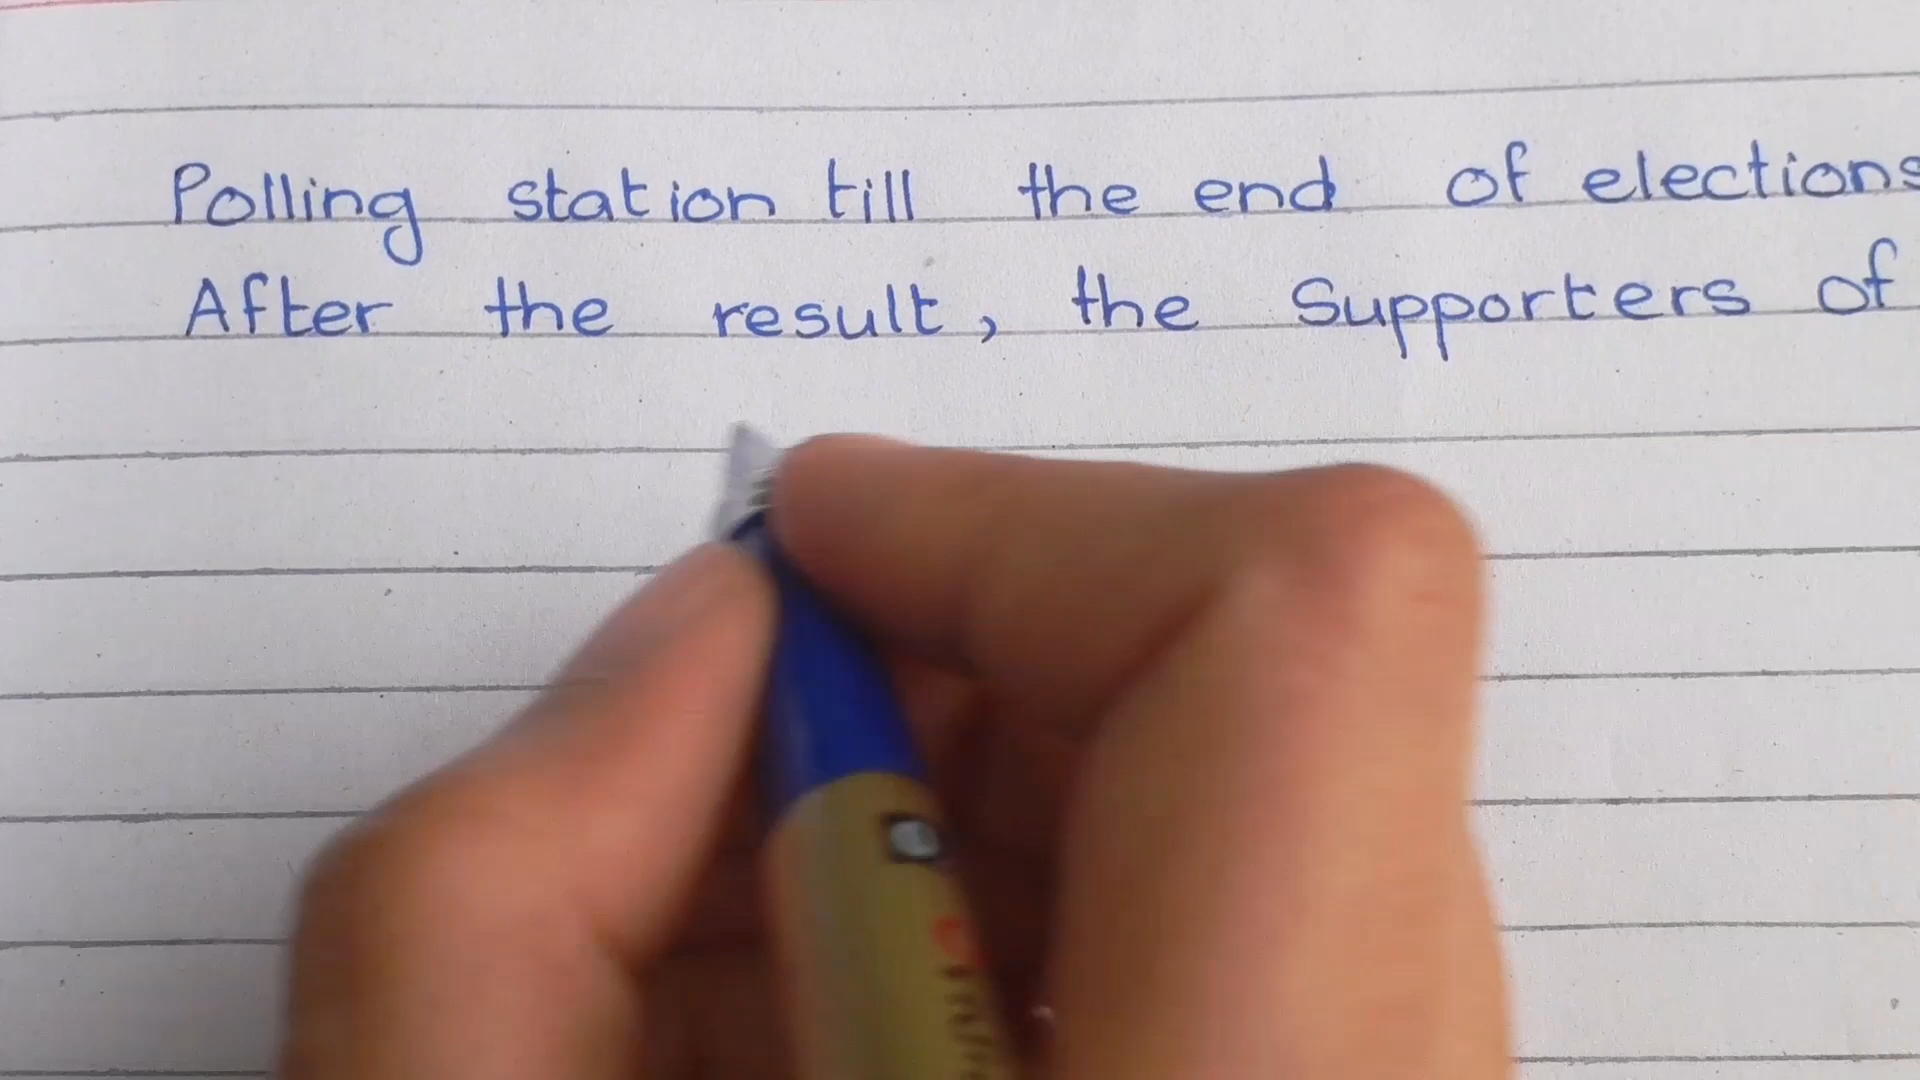 Polling station till the end of elections
After the result, the Supporters of